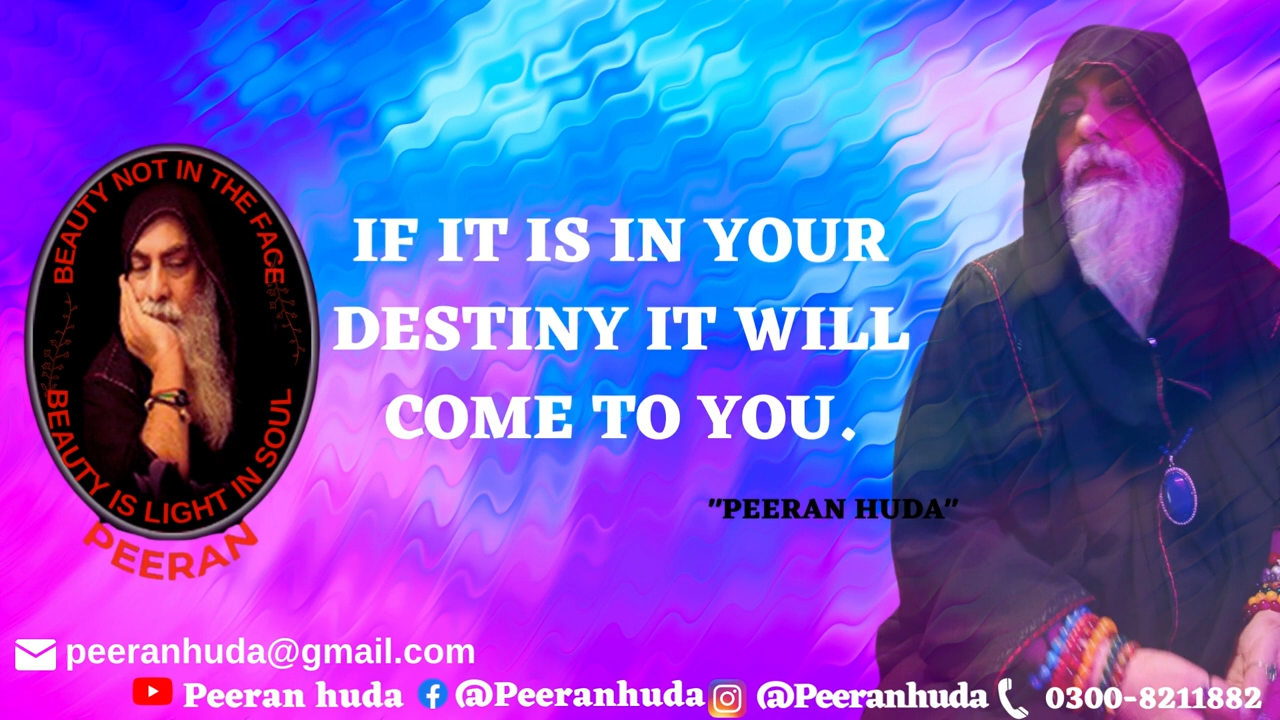 BEAUTY NOT IN THE FACE
BEAUTY IS LIGHT IN SOUL
PEERAN
IF IT IS IN YOUR
DESTINY IT WILL
COME TO YOU.
"PEERAN HUDA"
peeranhuda@gmail.com
Peeran huda @Peeranhuda @Peeranhuda 0300-8211882